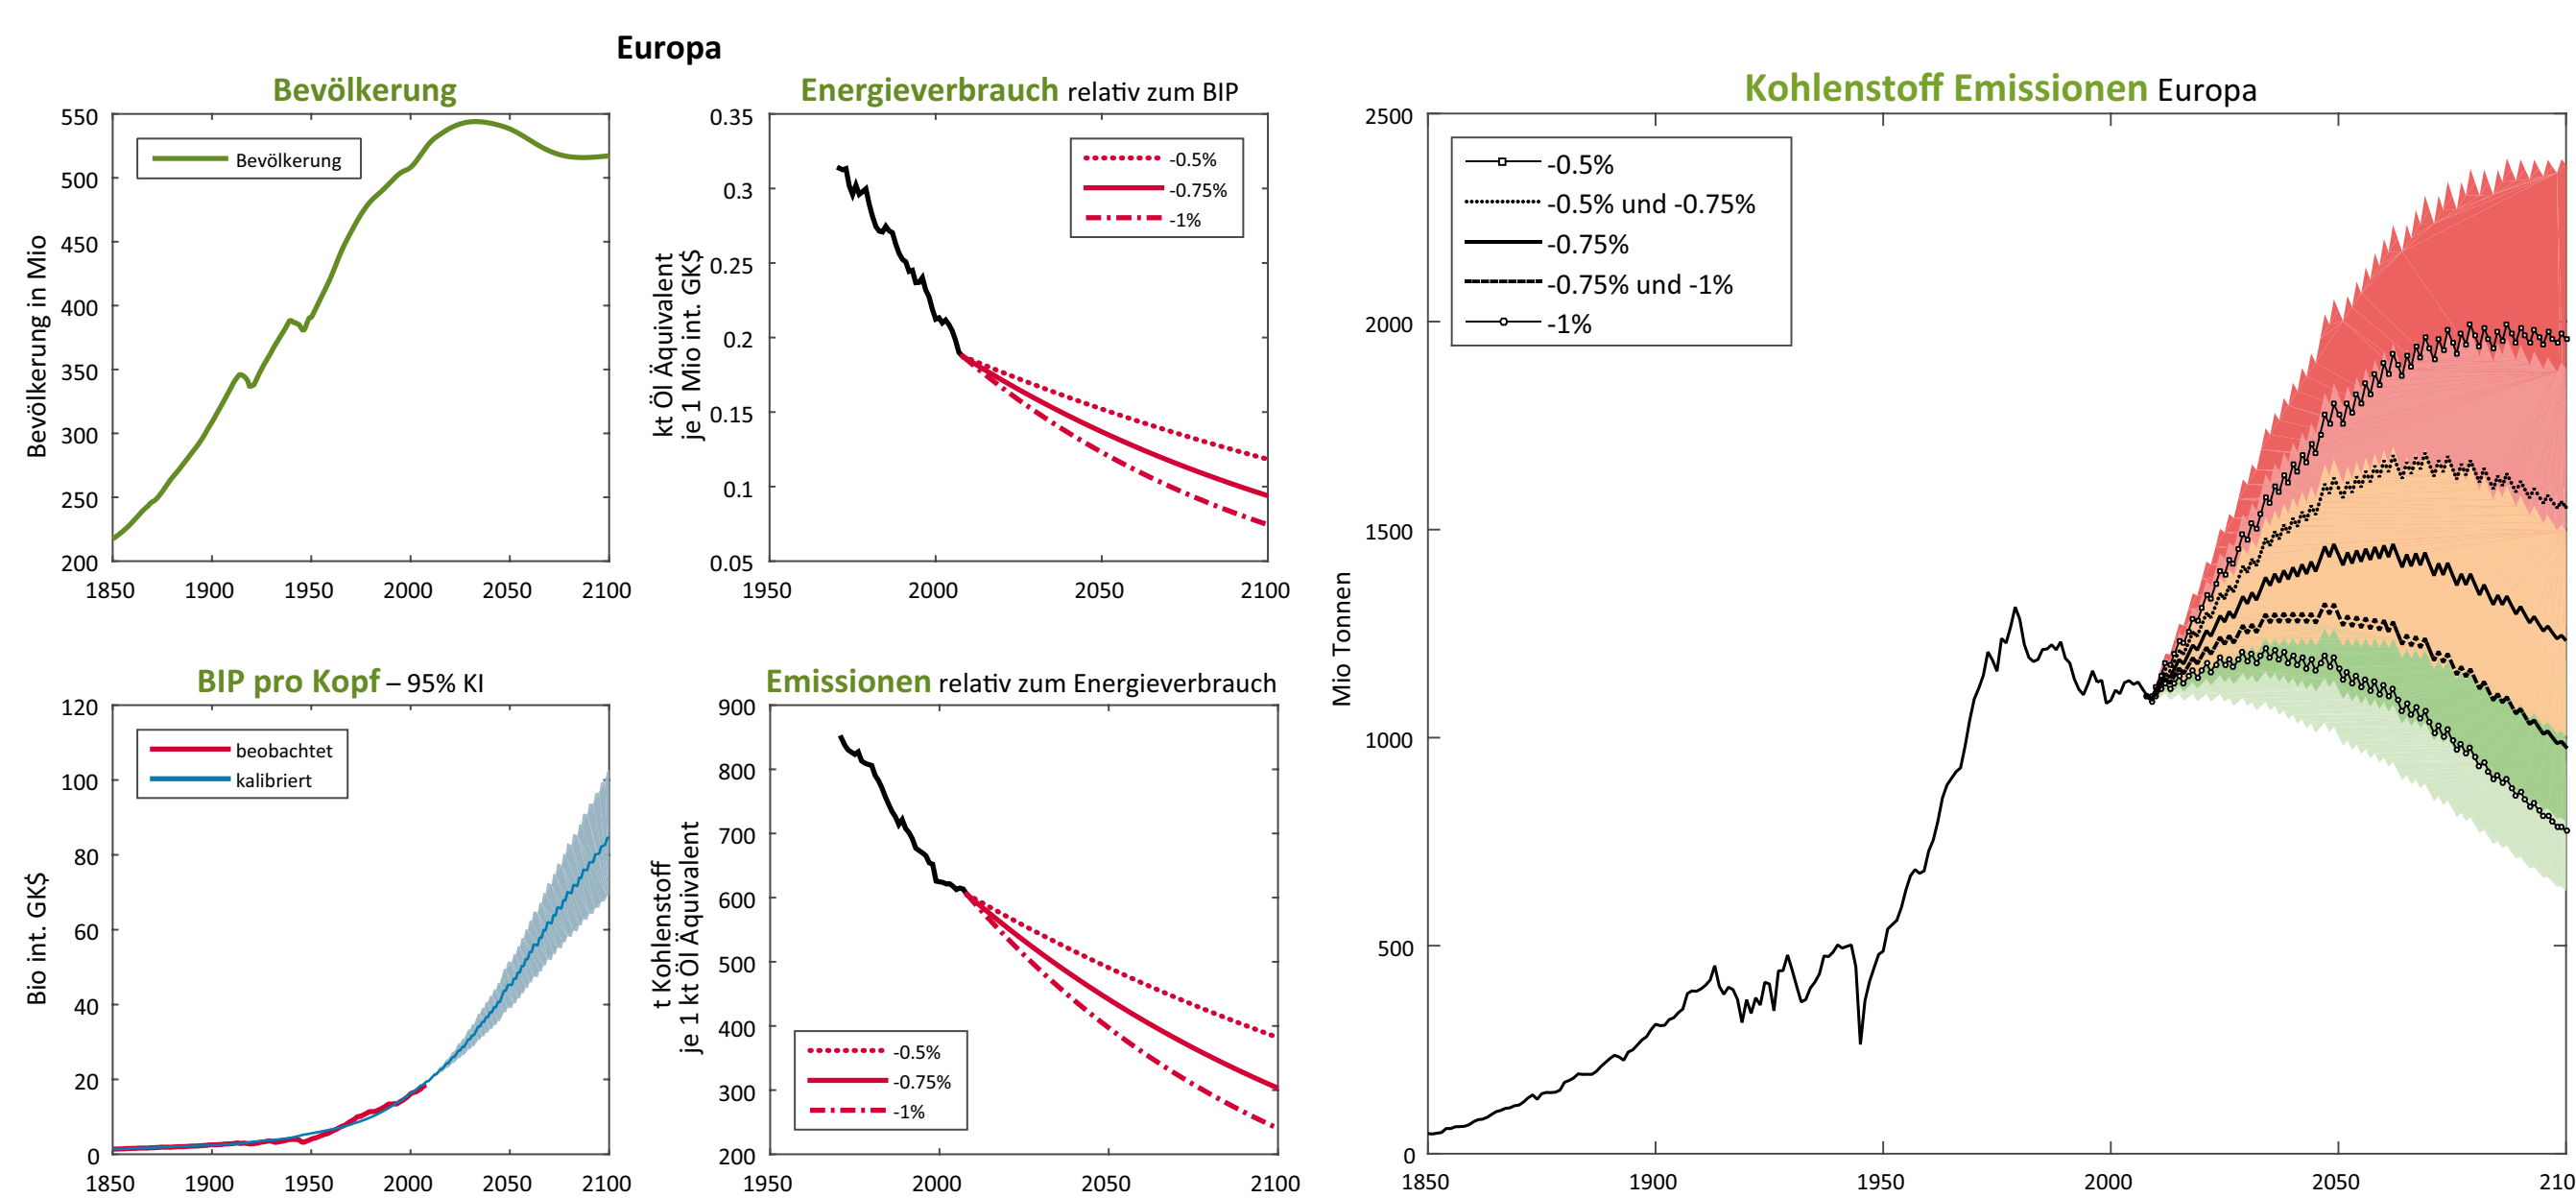 Europa
Bevölkerung
550
500
450
400
350
300
250
200
Bevölkerung in Mio
Bevölkerung
1850 1900 1950 2000 2050 2100
Energieverbrauch relativ zum BIP
0.35
0.3
0.25
0.2
0.15
0.1
0.05
kt Öl Äquivalent
je 1 Mio int. GK$
-0.5%
-0.75%
-1%
1950 2000 2050 2100
BIP pro Kopf – 95% KI
120
100
80
60
40
20
0
Bio int. GK$
beobachtet
kalibriert
1850 1900 1950 2000 2050 2100
Emissionen relativ zum Energieverbrauch
900
800
700
600
500
400
300
200
t Kohlenstoff
je 1 kt Öl Äquivalent
-0.5%
-0.75%
-1%
1950 2000 2050 2100
Kohlenstoff Emissionen Europa
2500
2000
1500
1000
500
0
Mio Tonnen
-0.5%
-0.5% und -0.75%
-0.75%
-0.75% und -1%
-1%
1850 1900 1950 2000 2050 210